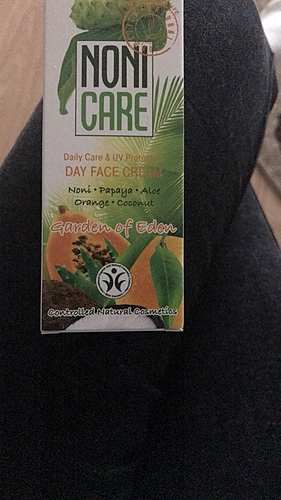 NONI
CARE
Daily Care & UV Protection
DAY FACE CREAM
Noni • Papaya • Aloe
Orange • Coconut
Garden of Eden
Controlled Natural Cosmetics